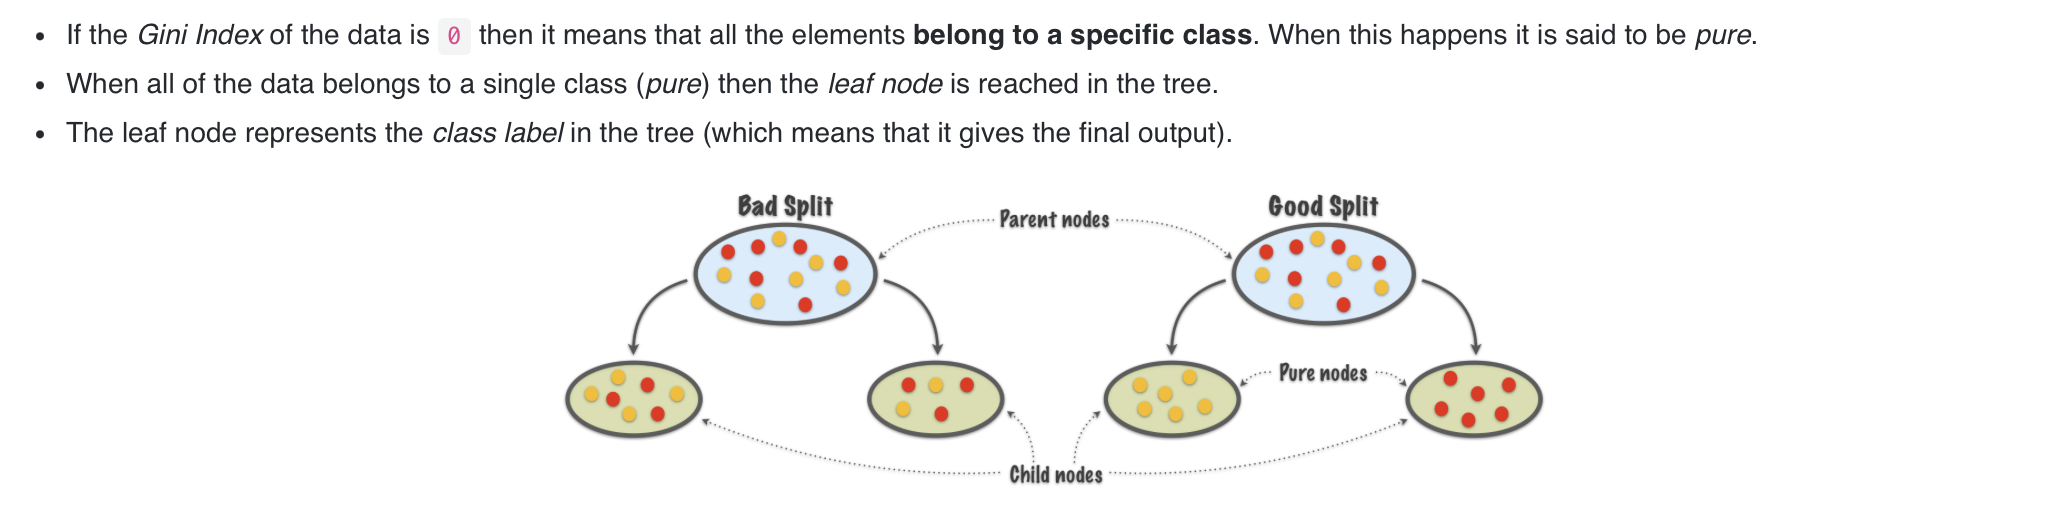 If the Gini Index of the data is 0 then it means that all the elements belong to a specific class. When this happens it is said to be pure.
When all of the data belongs to a single class (pure) then the leaf node is reached in the tree.
The leaf node represents the class label in the tree (which means that it gives the final output).
Bad Split
Good Split
Parent nodes
Pure nodes
Child nodes